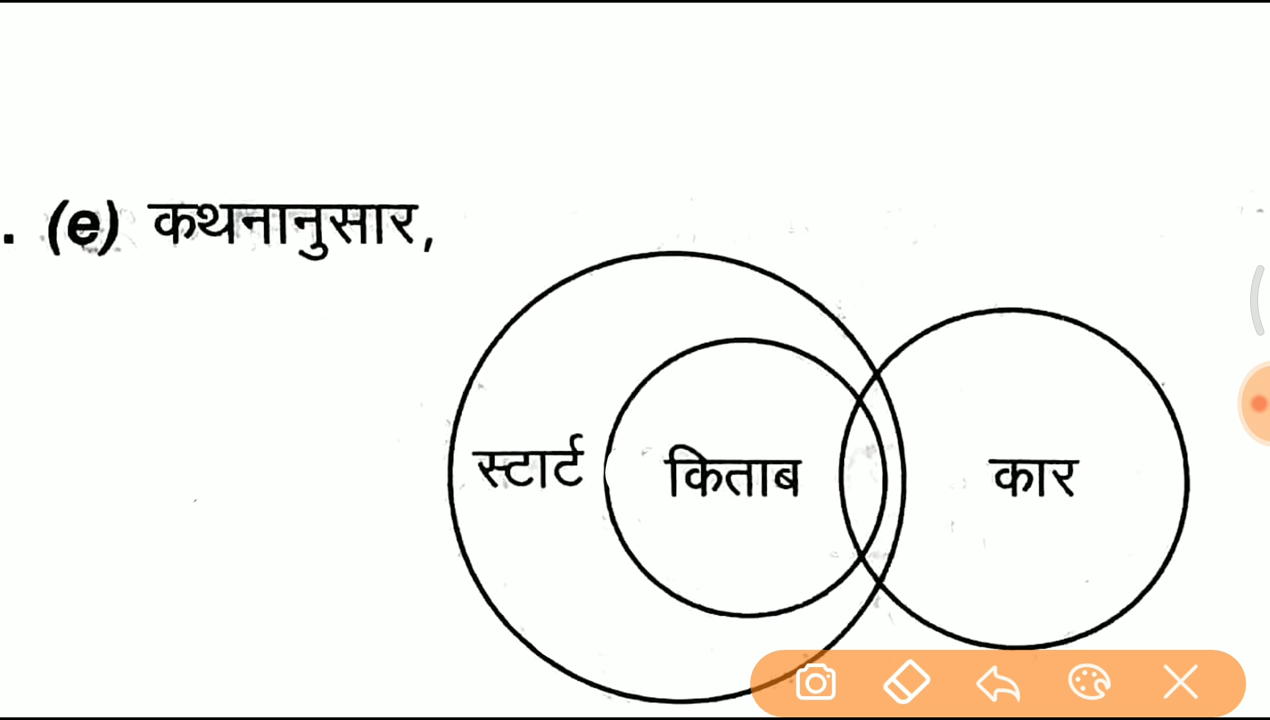 . (e) कथनानुसार,
स्टार्ट किताब कार